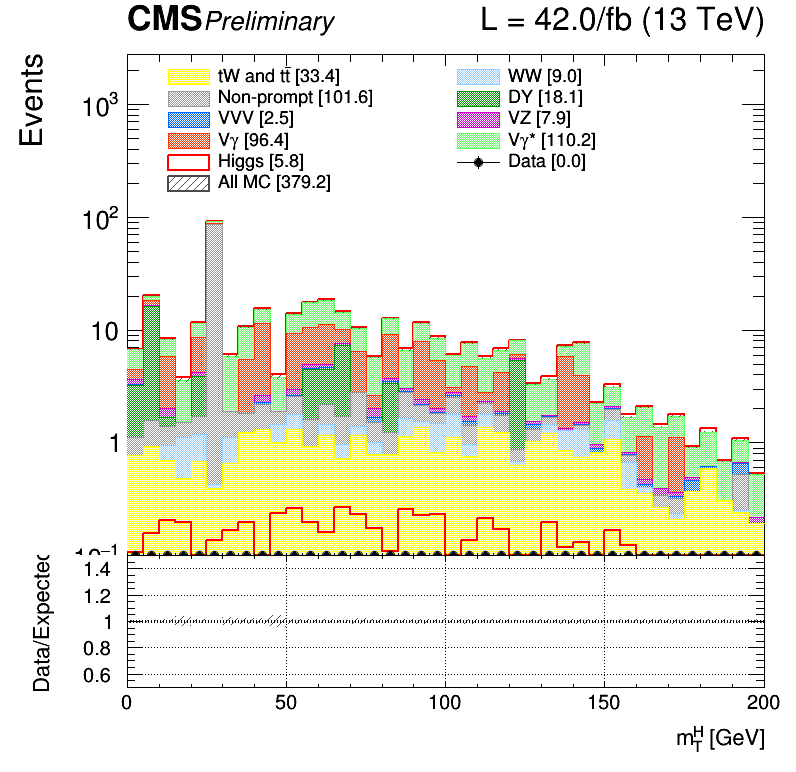 CMS Preliminary L = 42.0/fb (13 TeV)
Events
tW and tt̄ [33.4] WW [9.0]
Non-prompt [101.6] DY [18.1]
VVV [2.5] VZ [7.9]
Vγ [96.4] Vγ* [110.2]
Higgs [5.8] Data [0.0]
All MC [379.2]
10³
10²
10
1
10⁻¹
Data/Expected
1.4
1.2
1
0.8
0.6
0 50 100 150 200
m_T^H [GeV]